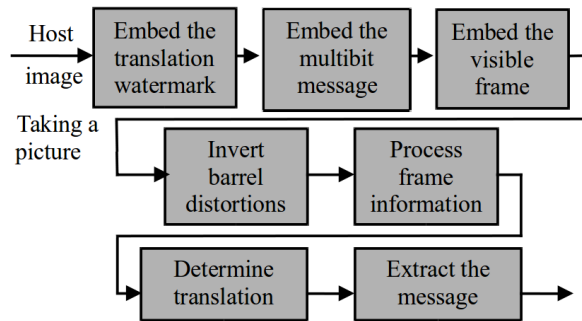 Host
image
Embed the
translation
watermark
Embed the
multibit
message
Embed the
visible
frame
Taking a
picture
Invert
barrel
distortions
Process
frame
information
Determine
translation
Extract the
message